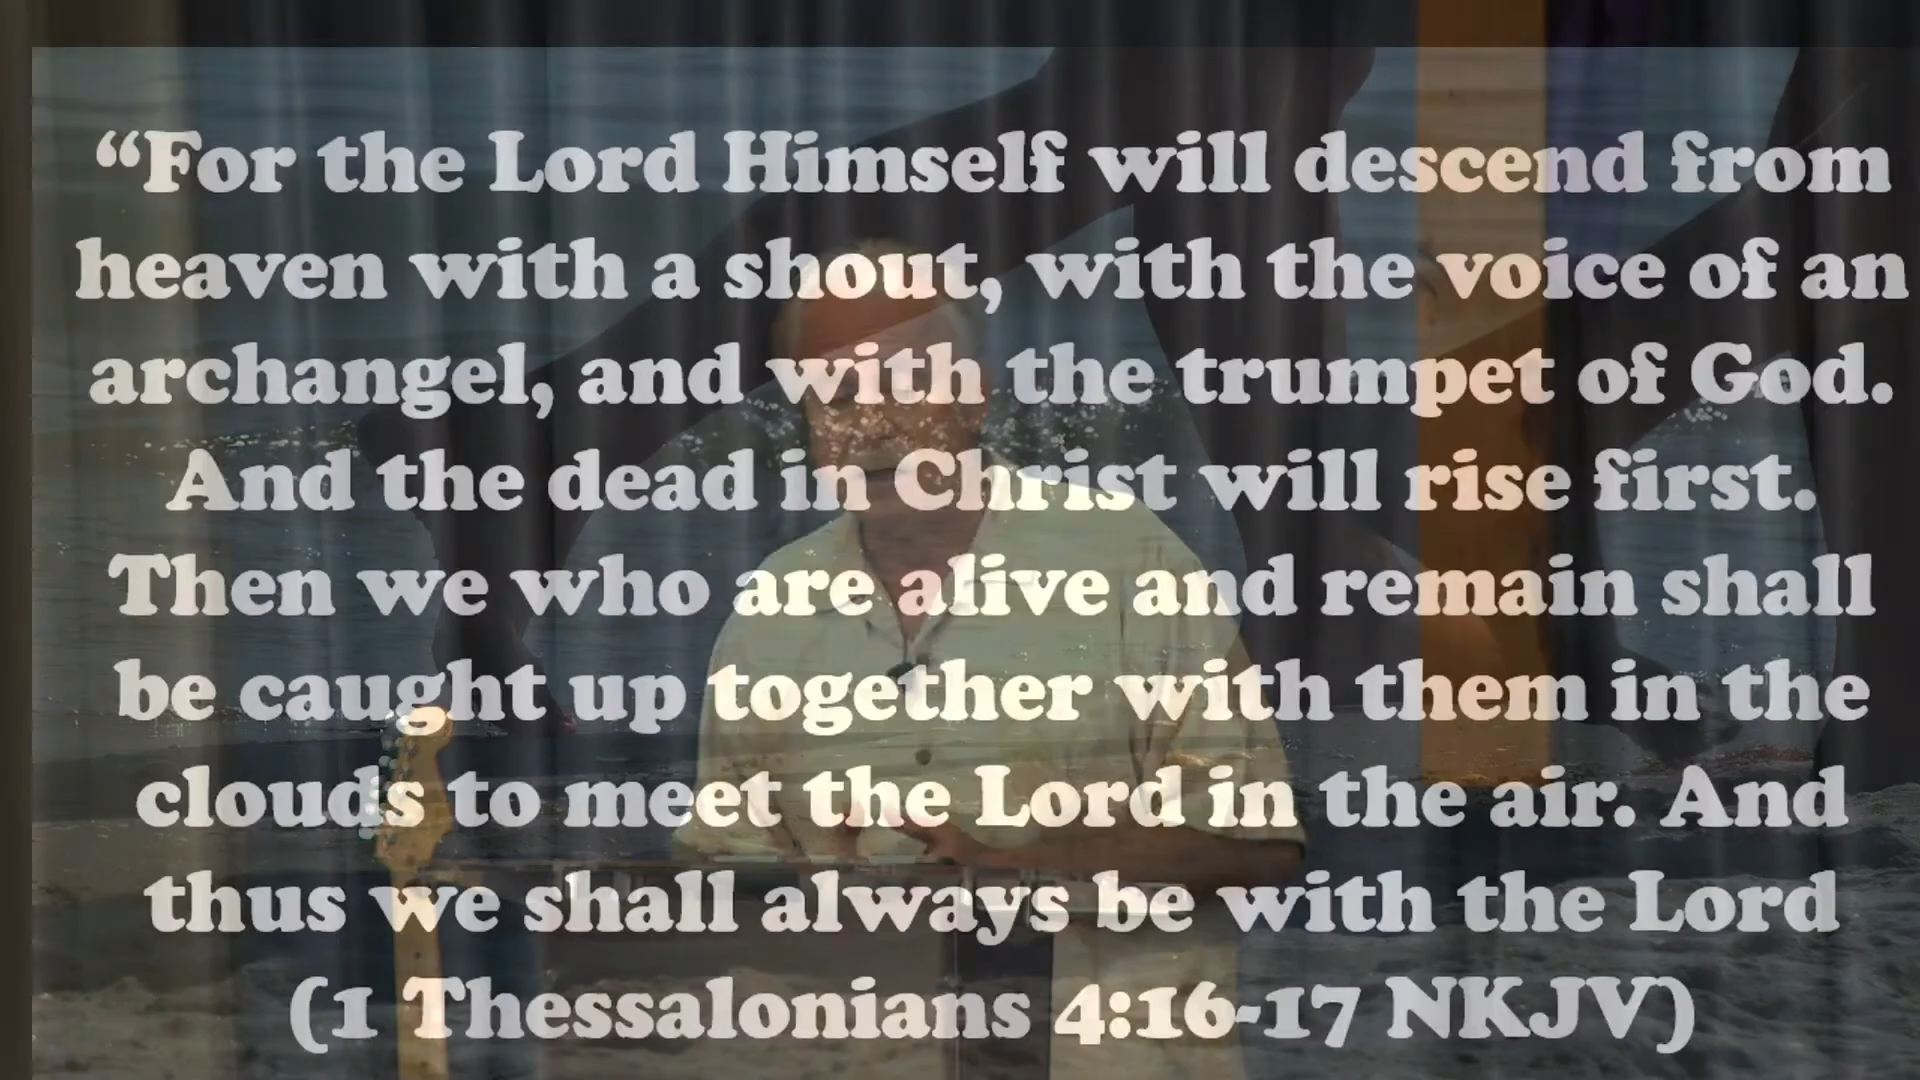 “For the Lord Himself will descend from
heaven with a shout, with the voice of an
archangel, and with the trumpet of God.
And the dead in Christ will rise first.
Then we who are alive and remain shall
be caught up together with them in the
clouds to meet the Lord in the air. And
thus we shall always be with the Lord
(1 Thessalonians 4:16-17 NKJV)